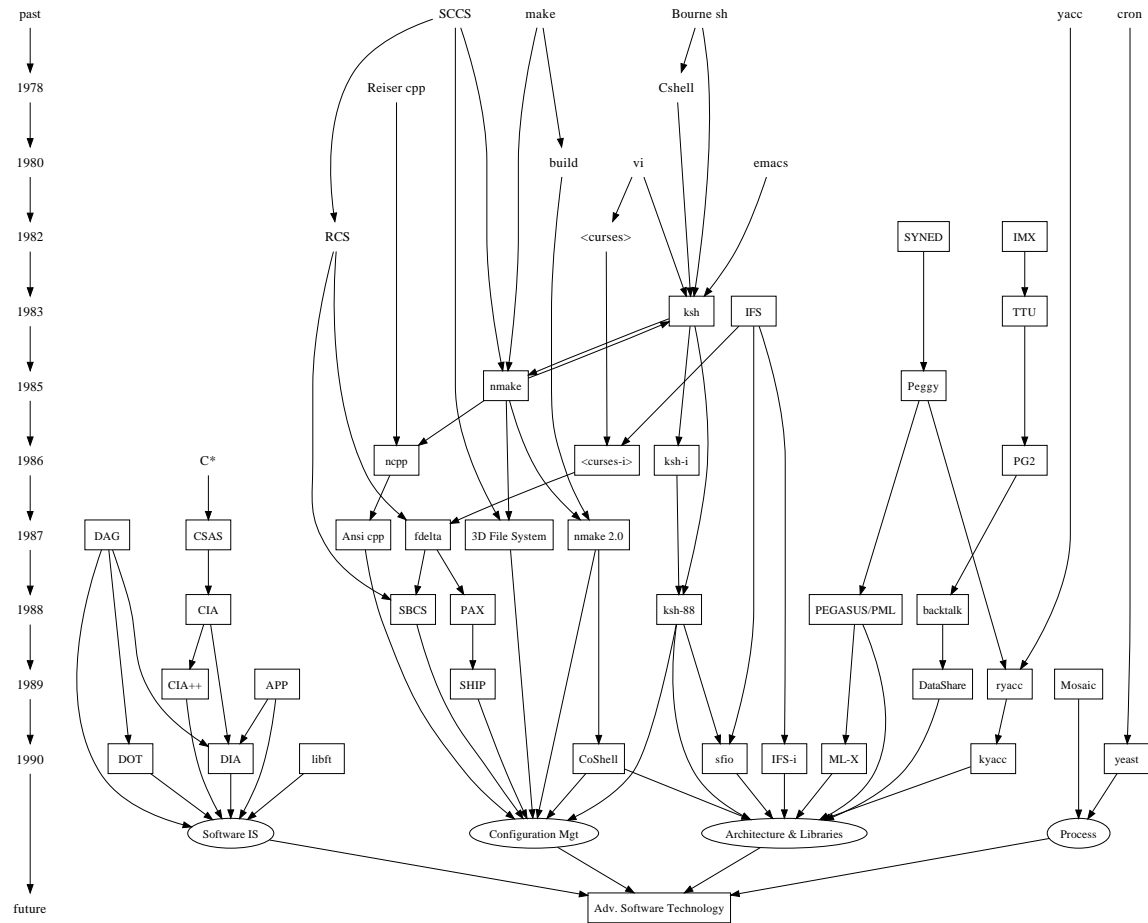 past SCCS make Bourne sh yacc cron
1978 Reiser cpp Cshell
1980 build vi emacs
1982 RCS <curses> SYNED IMX
1983 ksh IFS TTU
1985 nmake Peggy
1986 C* ncpp <curses-i> ksh-i PG2
1987 DAG CSAS Ansi cpp fdelta 3D File System nmake 2.0
1988 CIA SBCS PAX ksh-88 PEGASUS/PML backtalk
1989 CIA++ APP SHIP DataShare ryacc Mosaic
1990 DOT DIA libft CoShell sfio IFS-i ML-X kyacc yeast
Software IS Configuration Mgt Architecture & Libraries Process
future Adv. Software Technology